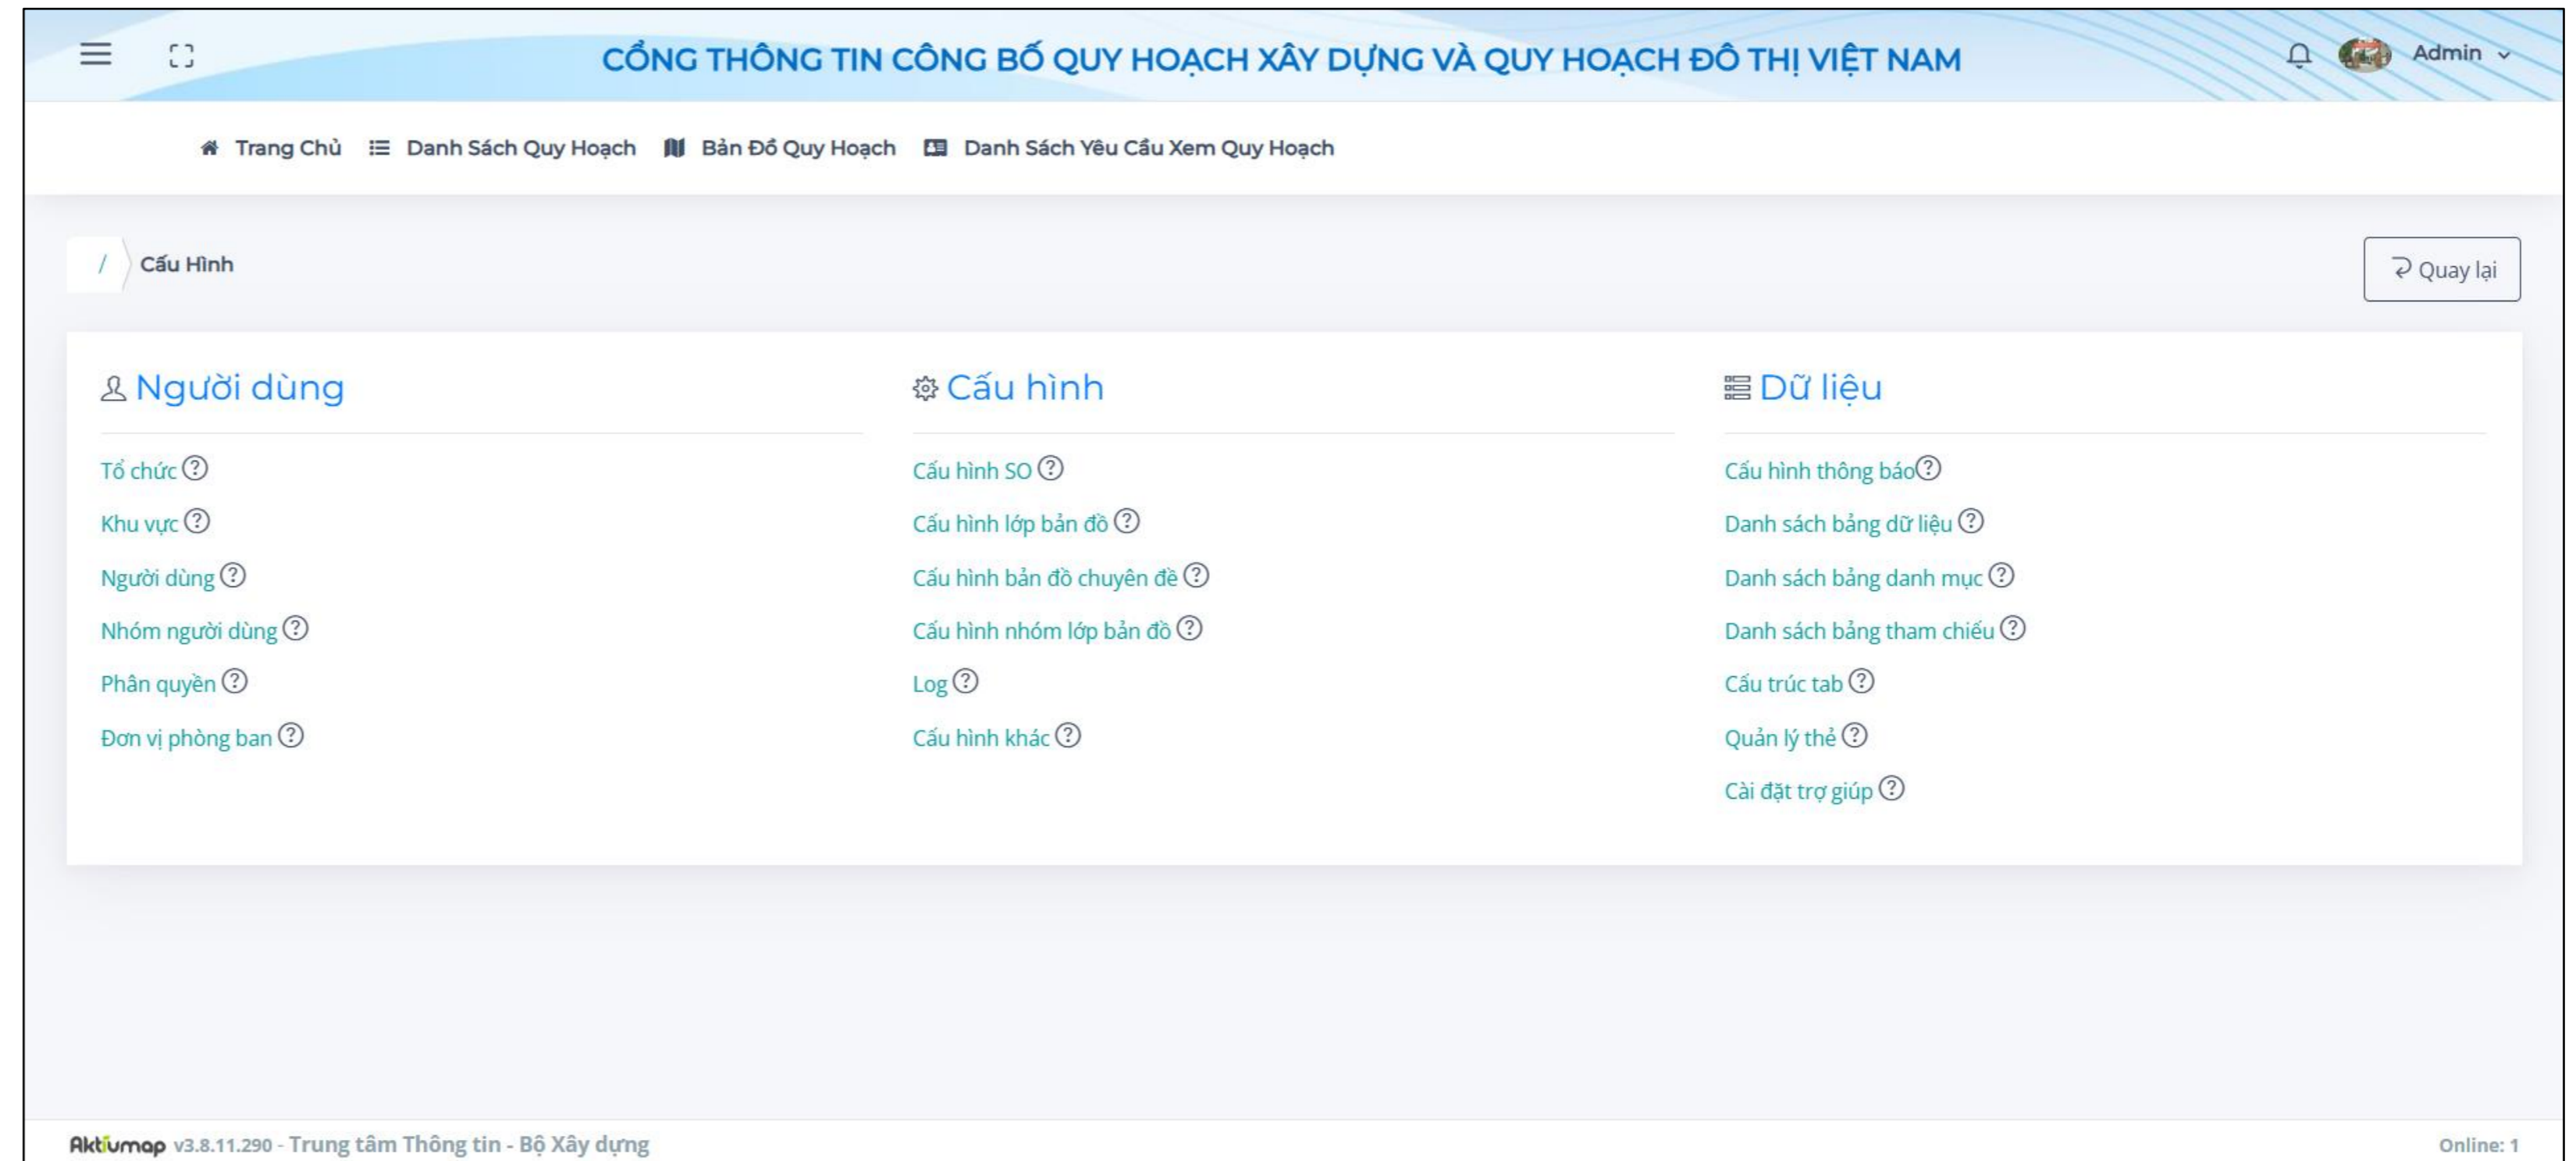 CỔNG THÔNG TIN CÔNG BỐ QUY HOẠCH XÂY DỰNG VÀ QUY HOẠCH ĐÔ THỊ VIỆT NAM
Admin
Trang Chủ Danh Sách Quy Hoạch Bản Đồ Quy Hoạch Danh Sách Yêu Cầu Xem Quy Hoạch
/ Cấu Hình
Quay lại
Người dùng
Tổ chức
Khu vực
Người dùng
Nhóm người dùng
Phân quyền
Đơn vị phòng ban
Cấu hình
Cấu hình SO
Cấu hình lớp bản đồ
Cấu hình bản đồ chuyên đề
Cấu hình nhóm lớp bản đồ
Log
Cấu hình khác
Dữ liệu
Cấu hình thông báo
Danh sách bảng dữ liệu
Danh sách bảng danh mục
Danh sách bảng tham chiếu
Cấu trúc tab
Quản lý thẻ
Cài đặt trợ giúp
Aktiumap v3.8.11.290 - Trung tâm Thông tin - Bộ Xây dựng
Online: 1